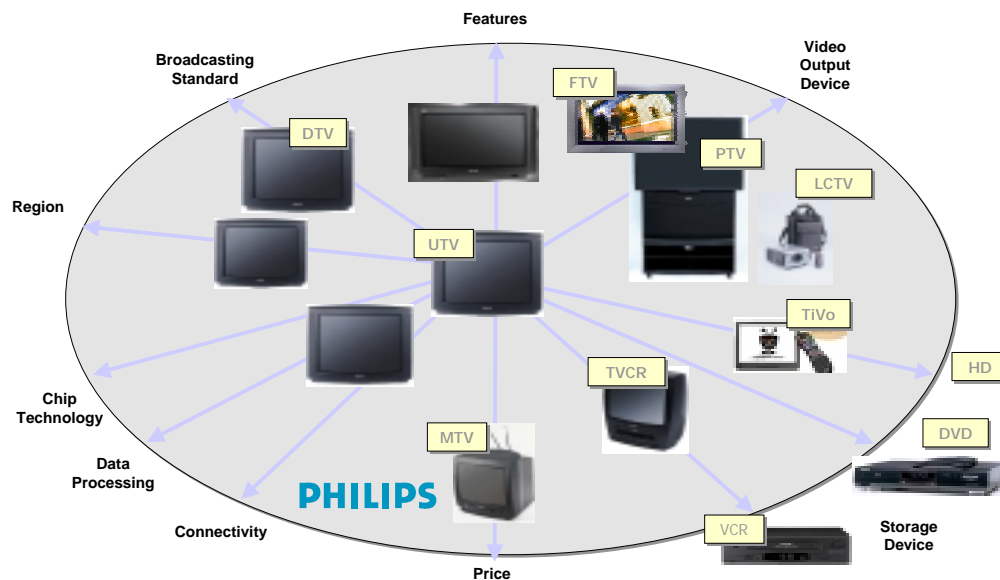 Features
Broadcasting
Standard
Video
Output
Device
FTV
DTV
PTV
LCTV
Region
UTV
TiVo
HD
TVCR
Chip
Technology
MTV
DVD
Data
Processing
PHILIPS
Connectivity
VCR
Storage
Device
Price